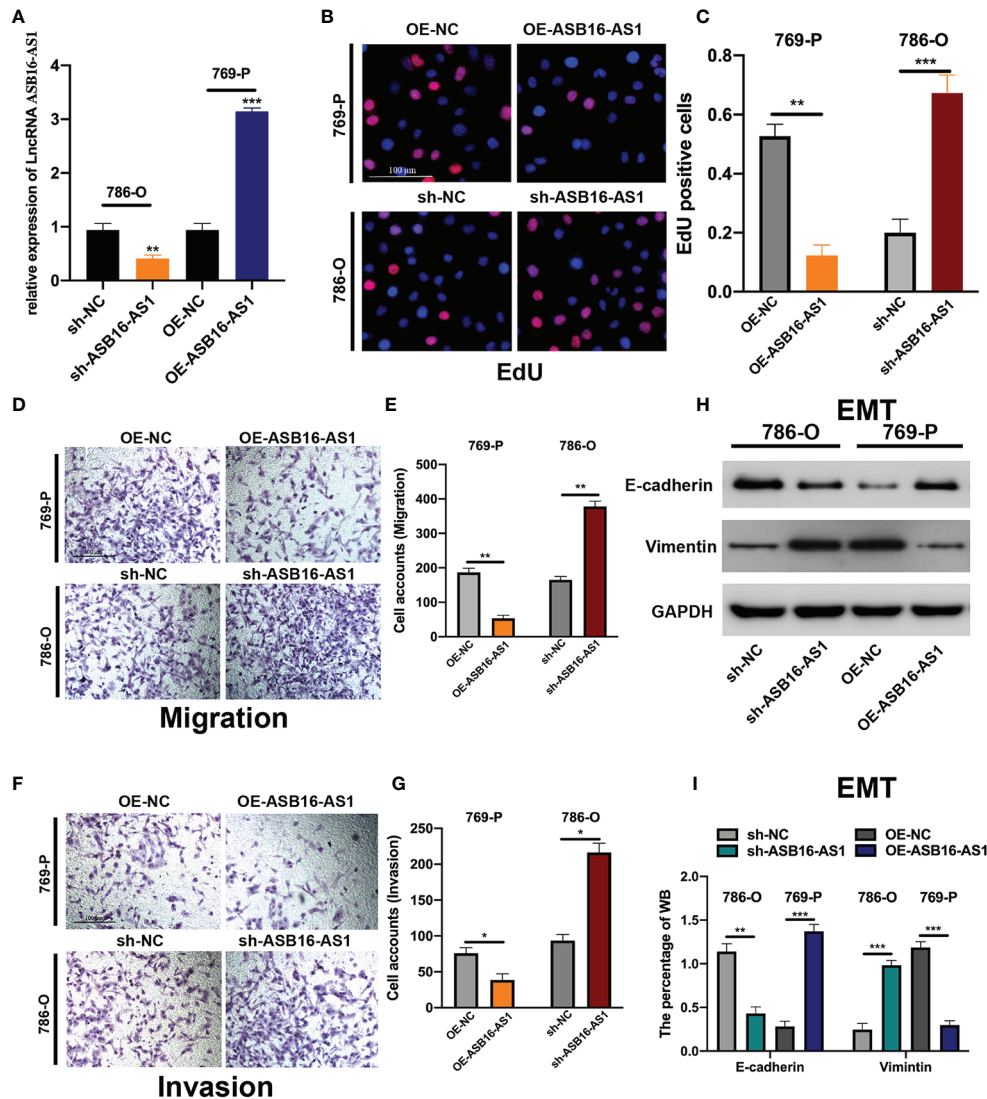 A
relative expression of LncRNA ASB16-AS1
4
3
2
1
0
786-O
**
769-P
***
sh-NC
sh-ASB16-AS1
OE-NC
OE-ASB16-AS1
B
OE-NC
OE-ASB16-AS1
769-P
100 μm
sh-NC
sh-ASB16-AS1
786-O
EdU
C
769-P
786-O
EdU positive cells
0.8
0.6
0.4
0.2
0.0
**
***
OE-NC
OE-ASB16-AS1
sh-NC
sh-ASB16-AS1
D
OE-NC
OE-ASB16-AS1
769-P
100 μm
sh-NC
sh-ASB16-AS1
786-O
Migration
E
769-P
786-O
Cell accounts (Migration)
500
400
300
200
100
0
**
**
OE-NC
OE-ASB16-AS1
sh-NC
sh-ASB16-AS1
H
EMT
786-O
769-P
E-cadherin
Vimentin
GAPDH
sh-NC
sh-ASB16-AS1
OE-NC
OE-ASB16-AS1
F
OE-NC
OE-ASB16-AS1
769-P
100μm
sh-NC
sh-ASB16-AS1
786-O
Invasion
G
769-P
786-O
Cell accounts (Invasion)
250
200
150
100
50
0
*
*
OE-NC
OE-ASB16-AS1
sh-NC
sh-ASB16-AS1
I
EMT
sh-NC
OE-NC
sh-ASB16-AS1
OE-ASB16-AS1
The percentage of WB
2.0
1.5
1.0
0.5
0.0
786-O
769-P
786-O
769-P
**
***
***
***
E-cadherin
Vimintin